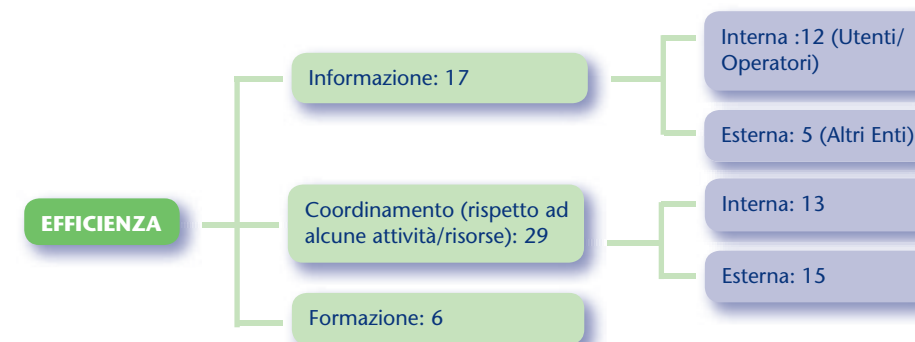 EFFICIENZA
Informazione: 17
Interna :12 (Utenti/
Operatori)
Esterna: 5 (Altri Enti)
Coordinamento (rispetto ad
alcune attività/risorse): 29
Interna: 13
Esterna: 15
Formazione: 6